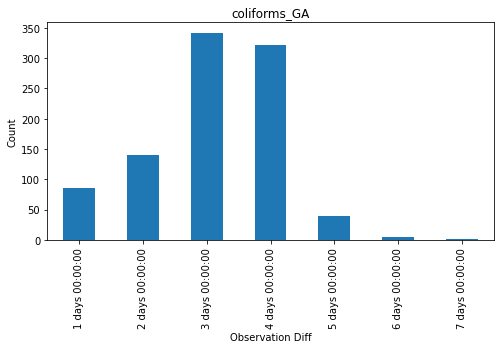 coliforms_GA
350
300
250
200
150
100
50
0
Count
1 days 00:00:00
2 days 00:00:00
3 days 00:00:00
4 days 00:00:00
5 days 00:00:00
6 days 00:00:00
7 days 00:00:00
Observation Diff